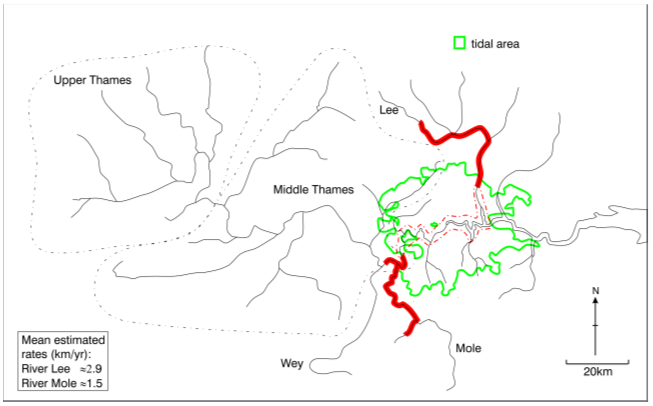 tidal area
Upper Thames
Lee
Middle Thames
N
Mean estimated
rates (km/yr):
River Lee ≈2.9
River Mole ≈1.5
Wey
Mole
20km